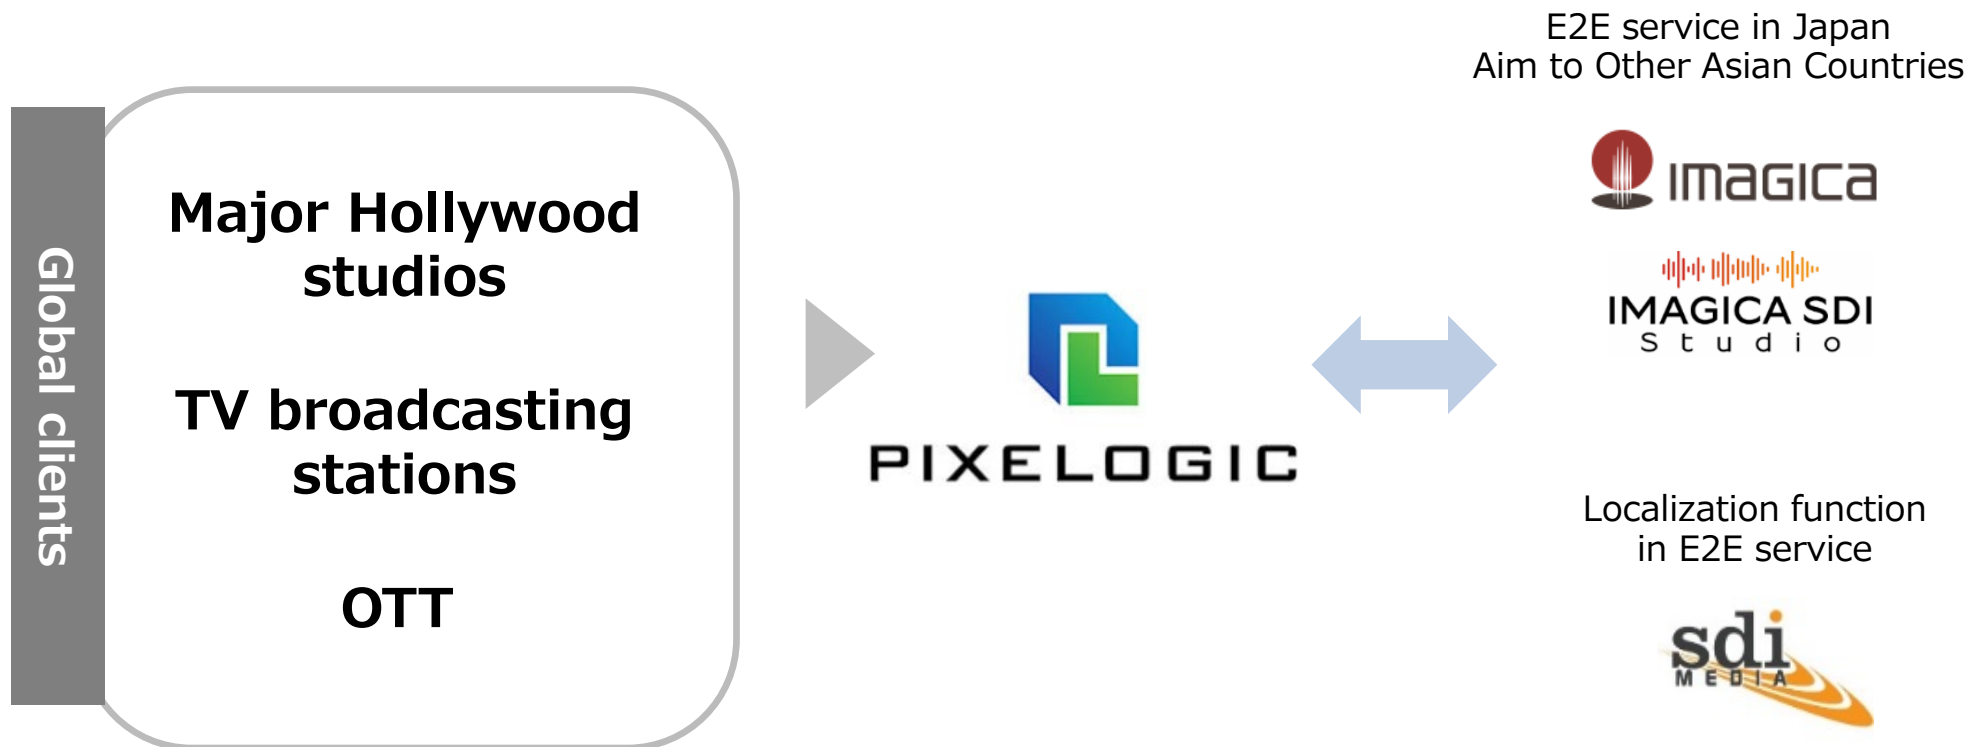 Global clients
Major Hollywood
studios
TV broadcasting
stations
OTT
PIXELOGIC
E2E service in Japan
Aim to Other Asian Countries
IMAGICA
IMAGICA SDI
Studio
Localization function
in E2E service
sdi
MEDIA